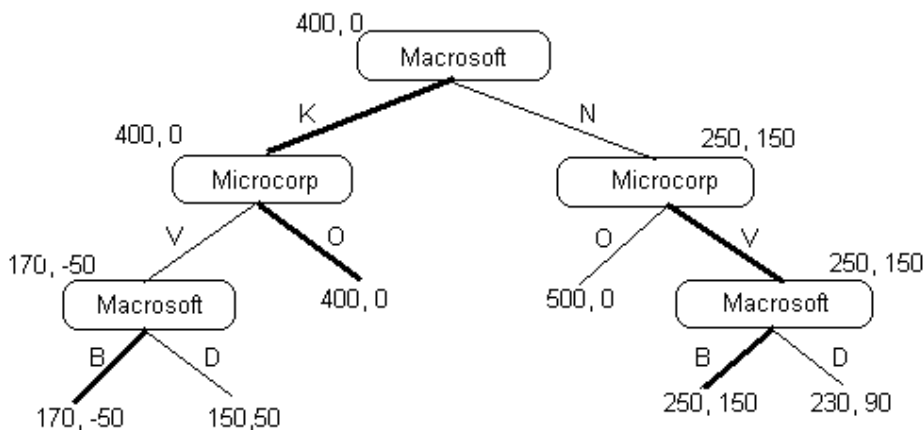 400, 0
Macrosoft
K N
400, 0 250, 150
Microcorp Microcorp
V O O V
170, -50 400, 0 500, 0 250, 150
Macrosoft Macrosoft
B D B D
170, -50 150,50 250, 150 230, 90